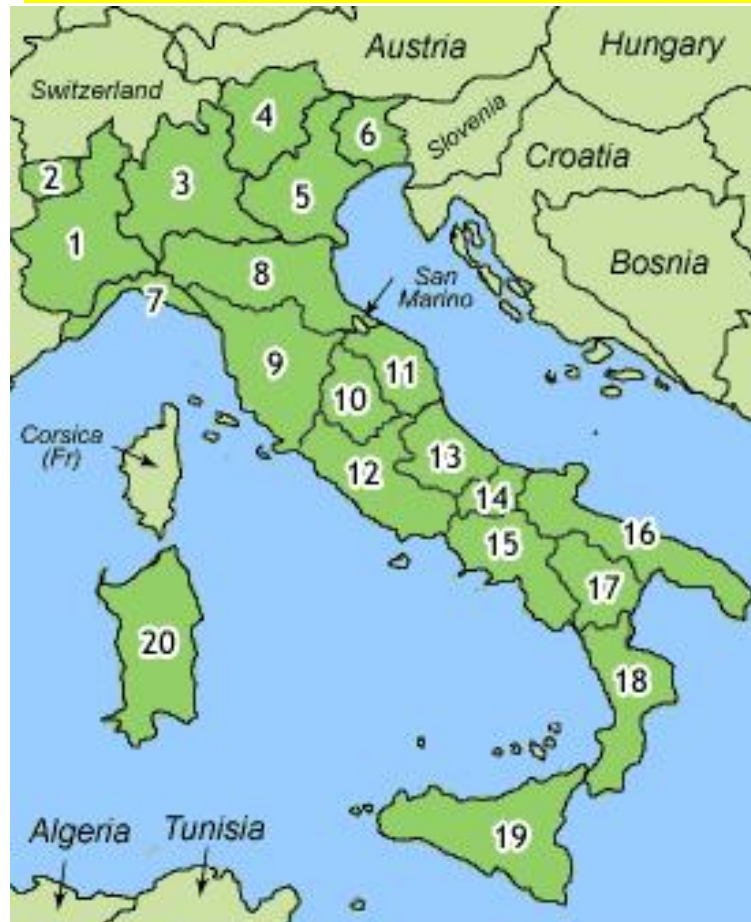 Austria
Hungary
Switzerland
Slovenia
4
6
2
3
5
Croatia
1
8
San
Marino
Bosnia
7
9
11
10
Corsica
(Fr)
12
13
14
15
16
17
20
18
Algeria
Tunisia
19